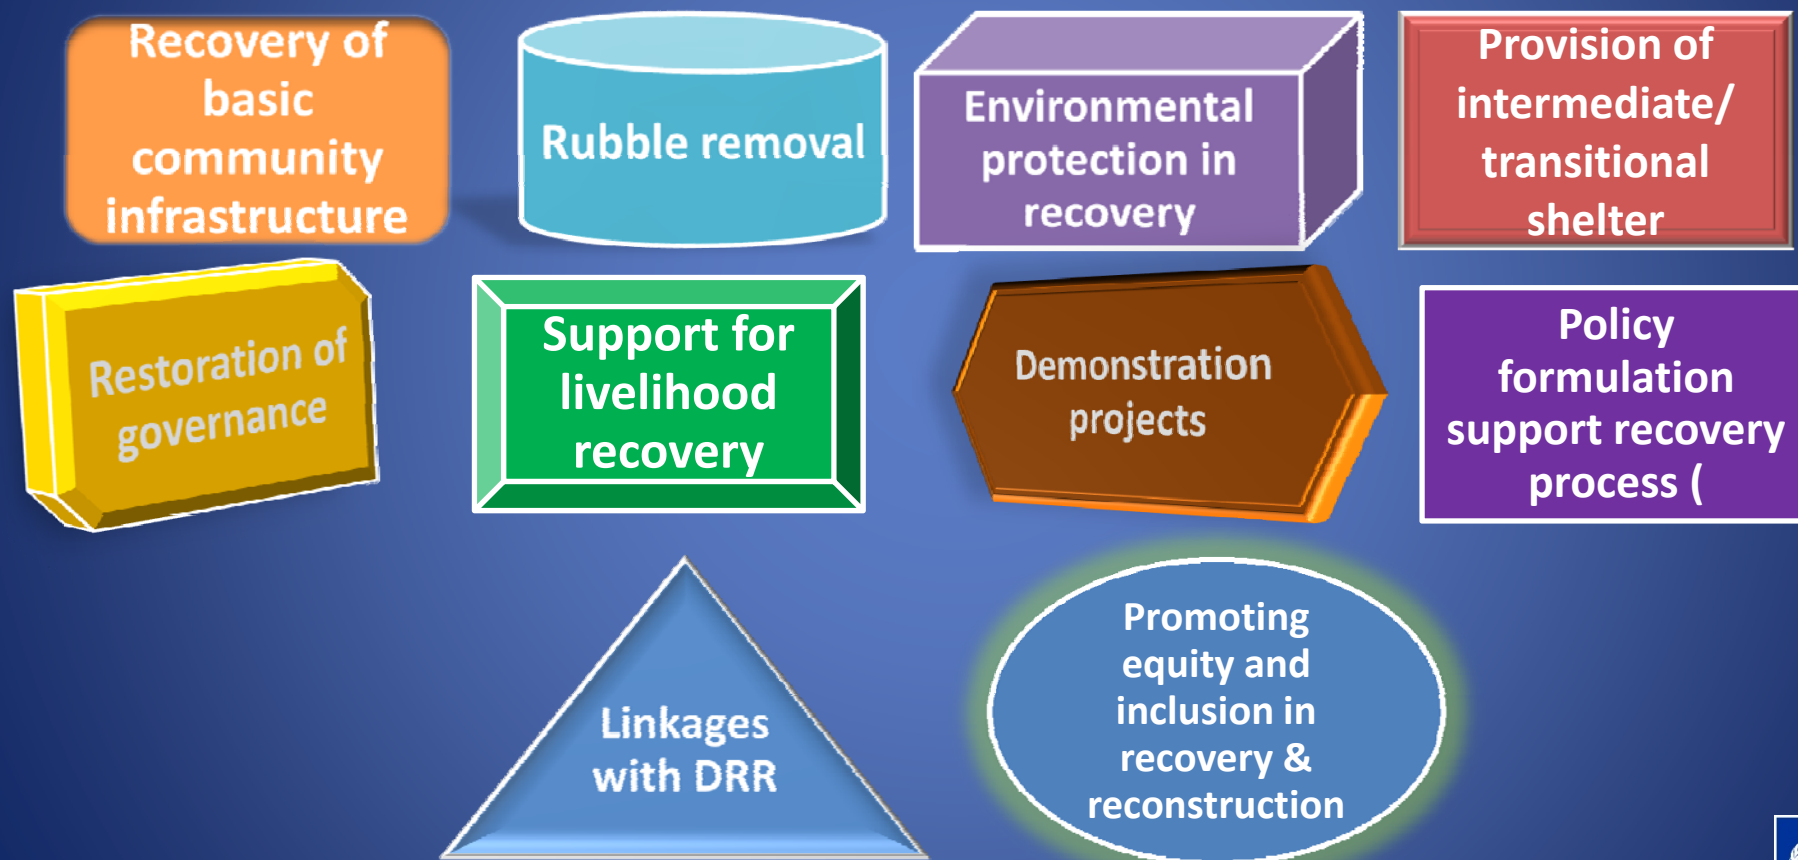 Recovery of
basic
community
infrastructure
Rubble removal
Environmental
protection in
recovery
Provision of
intermediate/
transitional
shelter
Restoration of
governance
Support for
livelihood
recovery
Demonstration
projects
Policy
formulation
support recovery
process (
Linkages
with DRR
Promoting
equity and
inclusion in
recovery &
reconstruction